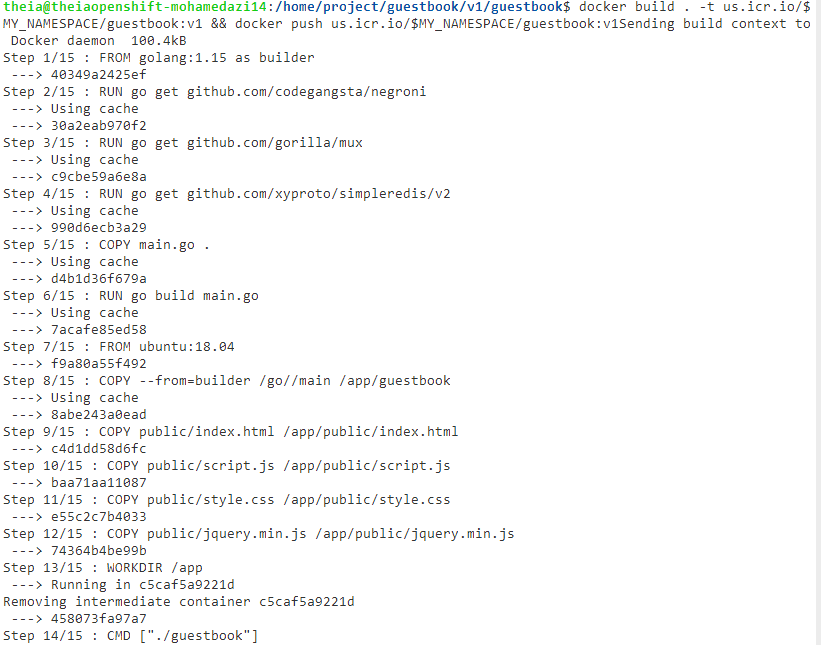 theia@theiaopenshift-mohamedazi14:/home/project/guestbook/v1/guestbook$ docker build . -t us.icr.io/$
MY_NAMESPACE/guestbook:v1 && docker push us.icr.io/$MY_NAMESPACE/guestbook:v1Sending build context to
 Docker daemon  100.4kB
Step 1/15 : FROM golang:1.15 as builder
 ---> 40349a2425ef
Step 2/15 : RUN go get github.com/codegangsta/negroni
 ---> Using cache
 ---> 30a2eab970f2
Step 3/15 : RUN go get github.com/gorilla/mux
 ---> Using cache
 ---> c9cbe59a6e8a
Step 4/15 : RUN go get github.com/xyproto/simpleredis/v2
 ---> Using cache
 ---> 990d6ecb3a29
Step 5/15 : COPY main.go .
 ---> Using cache
 ---> d4b1d36f679a
Step 6/15 : RUN go build main.go
 ---> Using cache
 ---> 7acafe85ed58
Step 7/15 : FROM ubuntu:18.04
 ---> f9a80a55f492
Step 8/15 : COPY --from=builder /go//main /app/guestbook
 ---> Using cache
 ---> 8abe243a0ead
Step 9/15 : COPY public/index.html /app/public/index.html
 ---> c4d1dd58d6fc
Step 10/15 : COPY public/script.js /app/public/script.js
 ---> baa71aa11087
Step 11/15 : COPY public/style.css /app/public/style.css
 ---> e55c2c7b4033
Step 12/15 : COPY public/jquery.min.js /app/public/jquery.min.js
 ---> 74364b4be99b
Step 13/15 : WORKDIR /app
 ---> Running in c5caf5a9221d
Removing intermediate container c5caf5a9221d
 ---> 458073fa97a7
Step 14/15 : CMD ["./guestbook"]